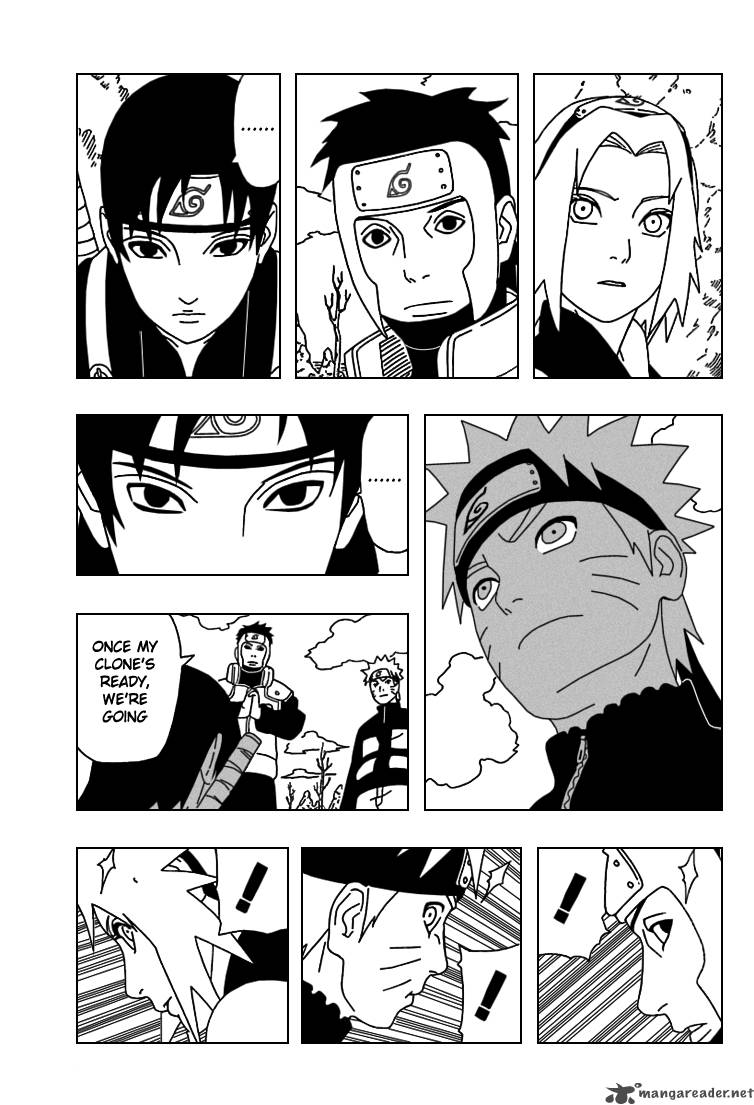 ......
......
ONCE MY
CLONE'S
READY,
WE'RE
GOING
!
!
!
mangareader.net